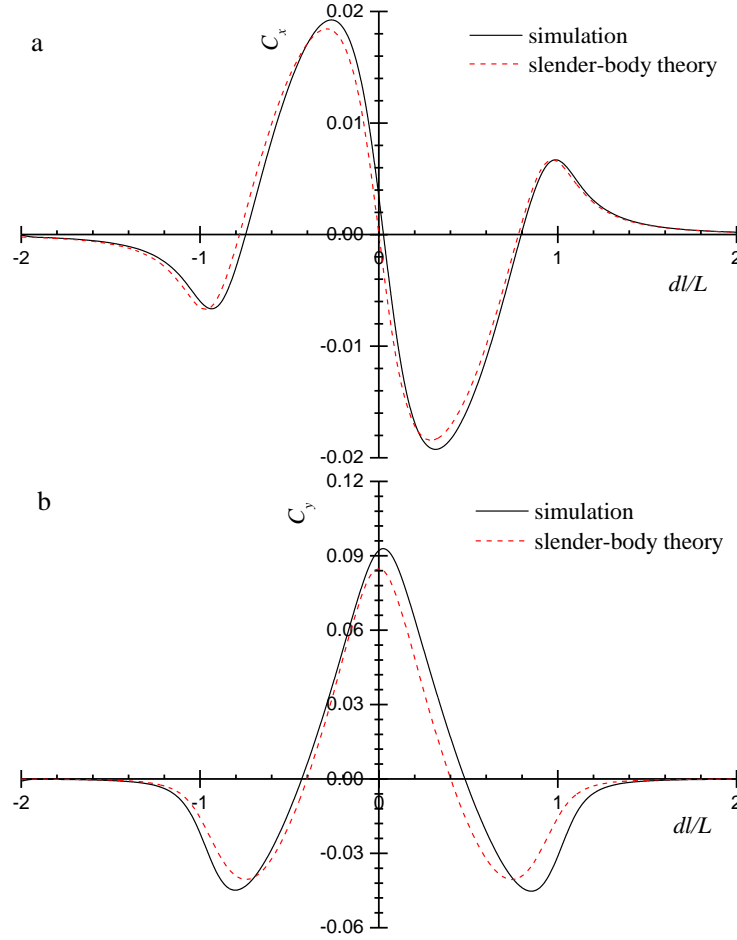 a
0.02
C_x
simulation
slender-body theory
0.01
0.00
-2
-1
0
1
2
dl/L
-0.01
-0.02
b
0.12
C_y
simulation
slender-body theory
0.09
0.06
0.03
0.00
-2
-1
0
1
2
dl/L
-0.03
-0.06